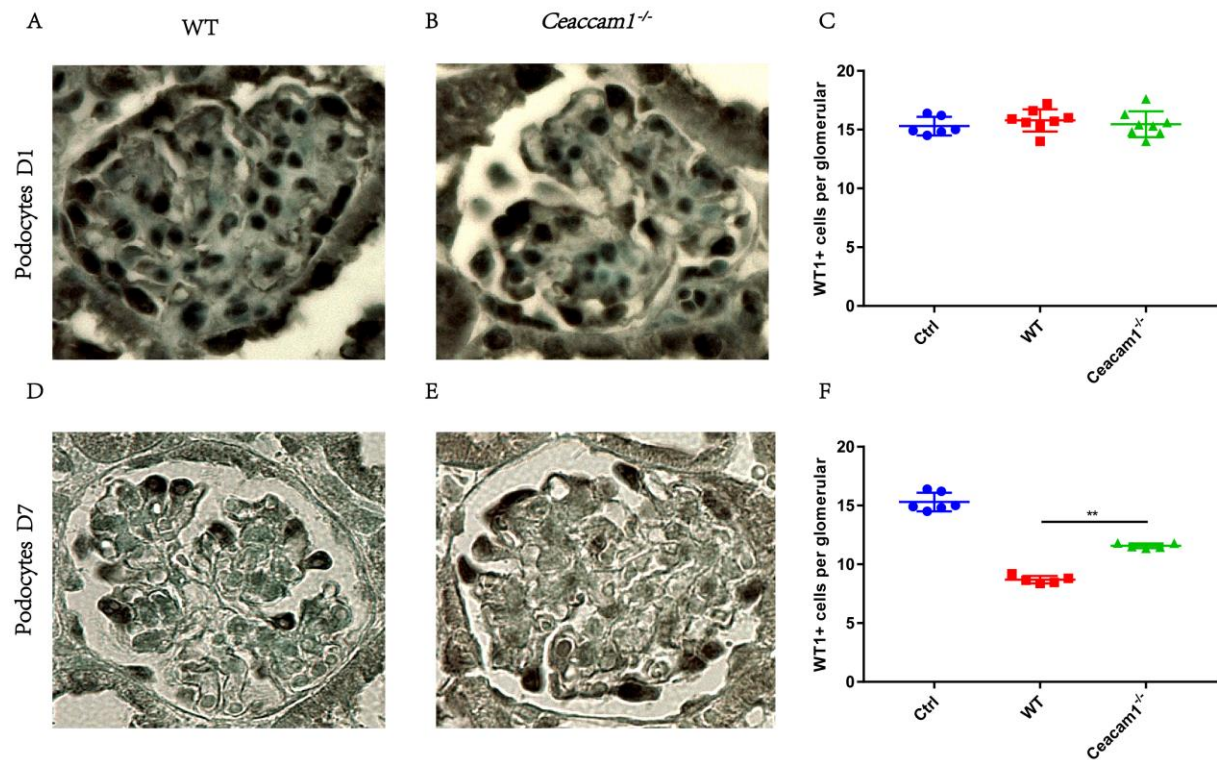 A
WT
B
Ceaccam1-/-
C
Podocytes D1
WT1+ cells per glomerular
20
15
10
5
0
Ctrl
WT
Ceacam1-/-
D
E
F
Podocytes D7
WT1+ cells per glomerular
20
15
10
5
0
**
Ctrl
WT
Ceacam1-/-